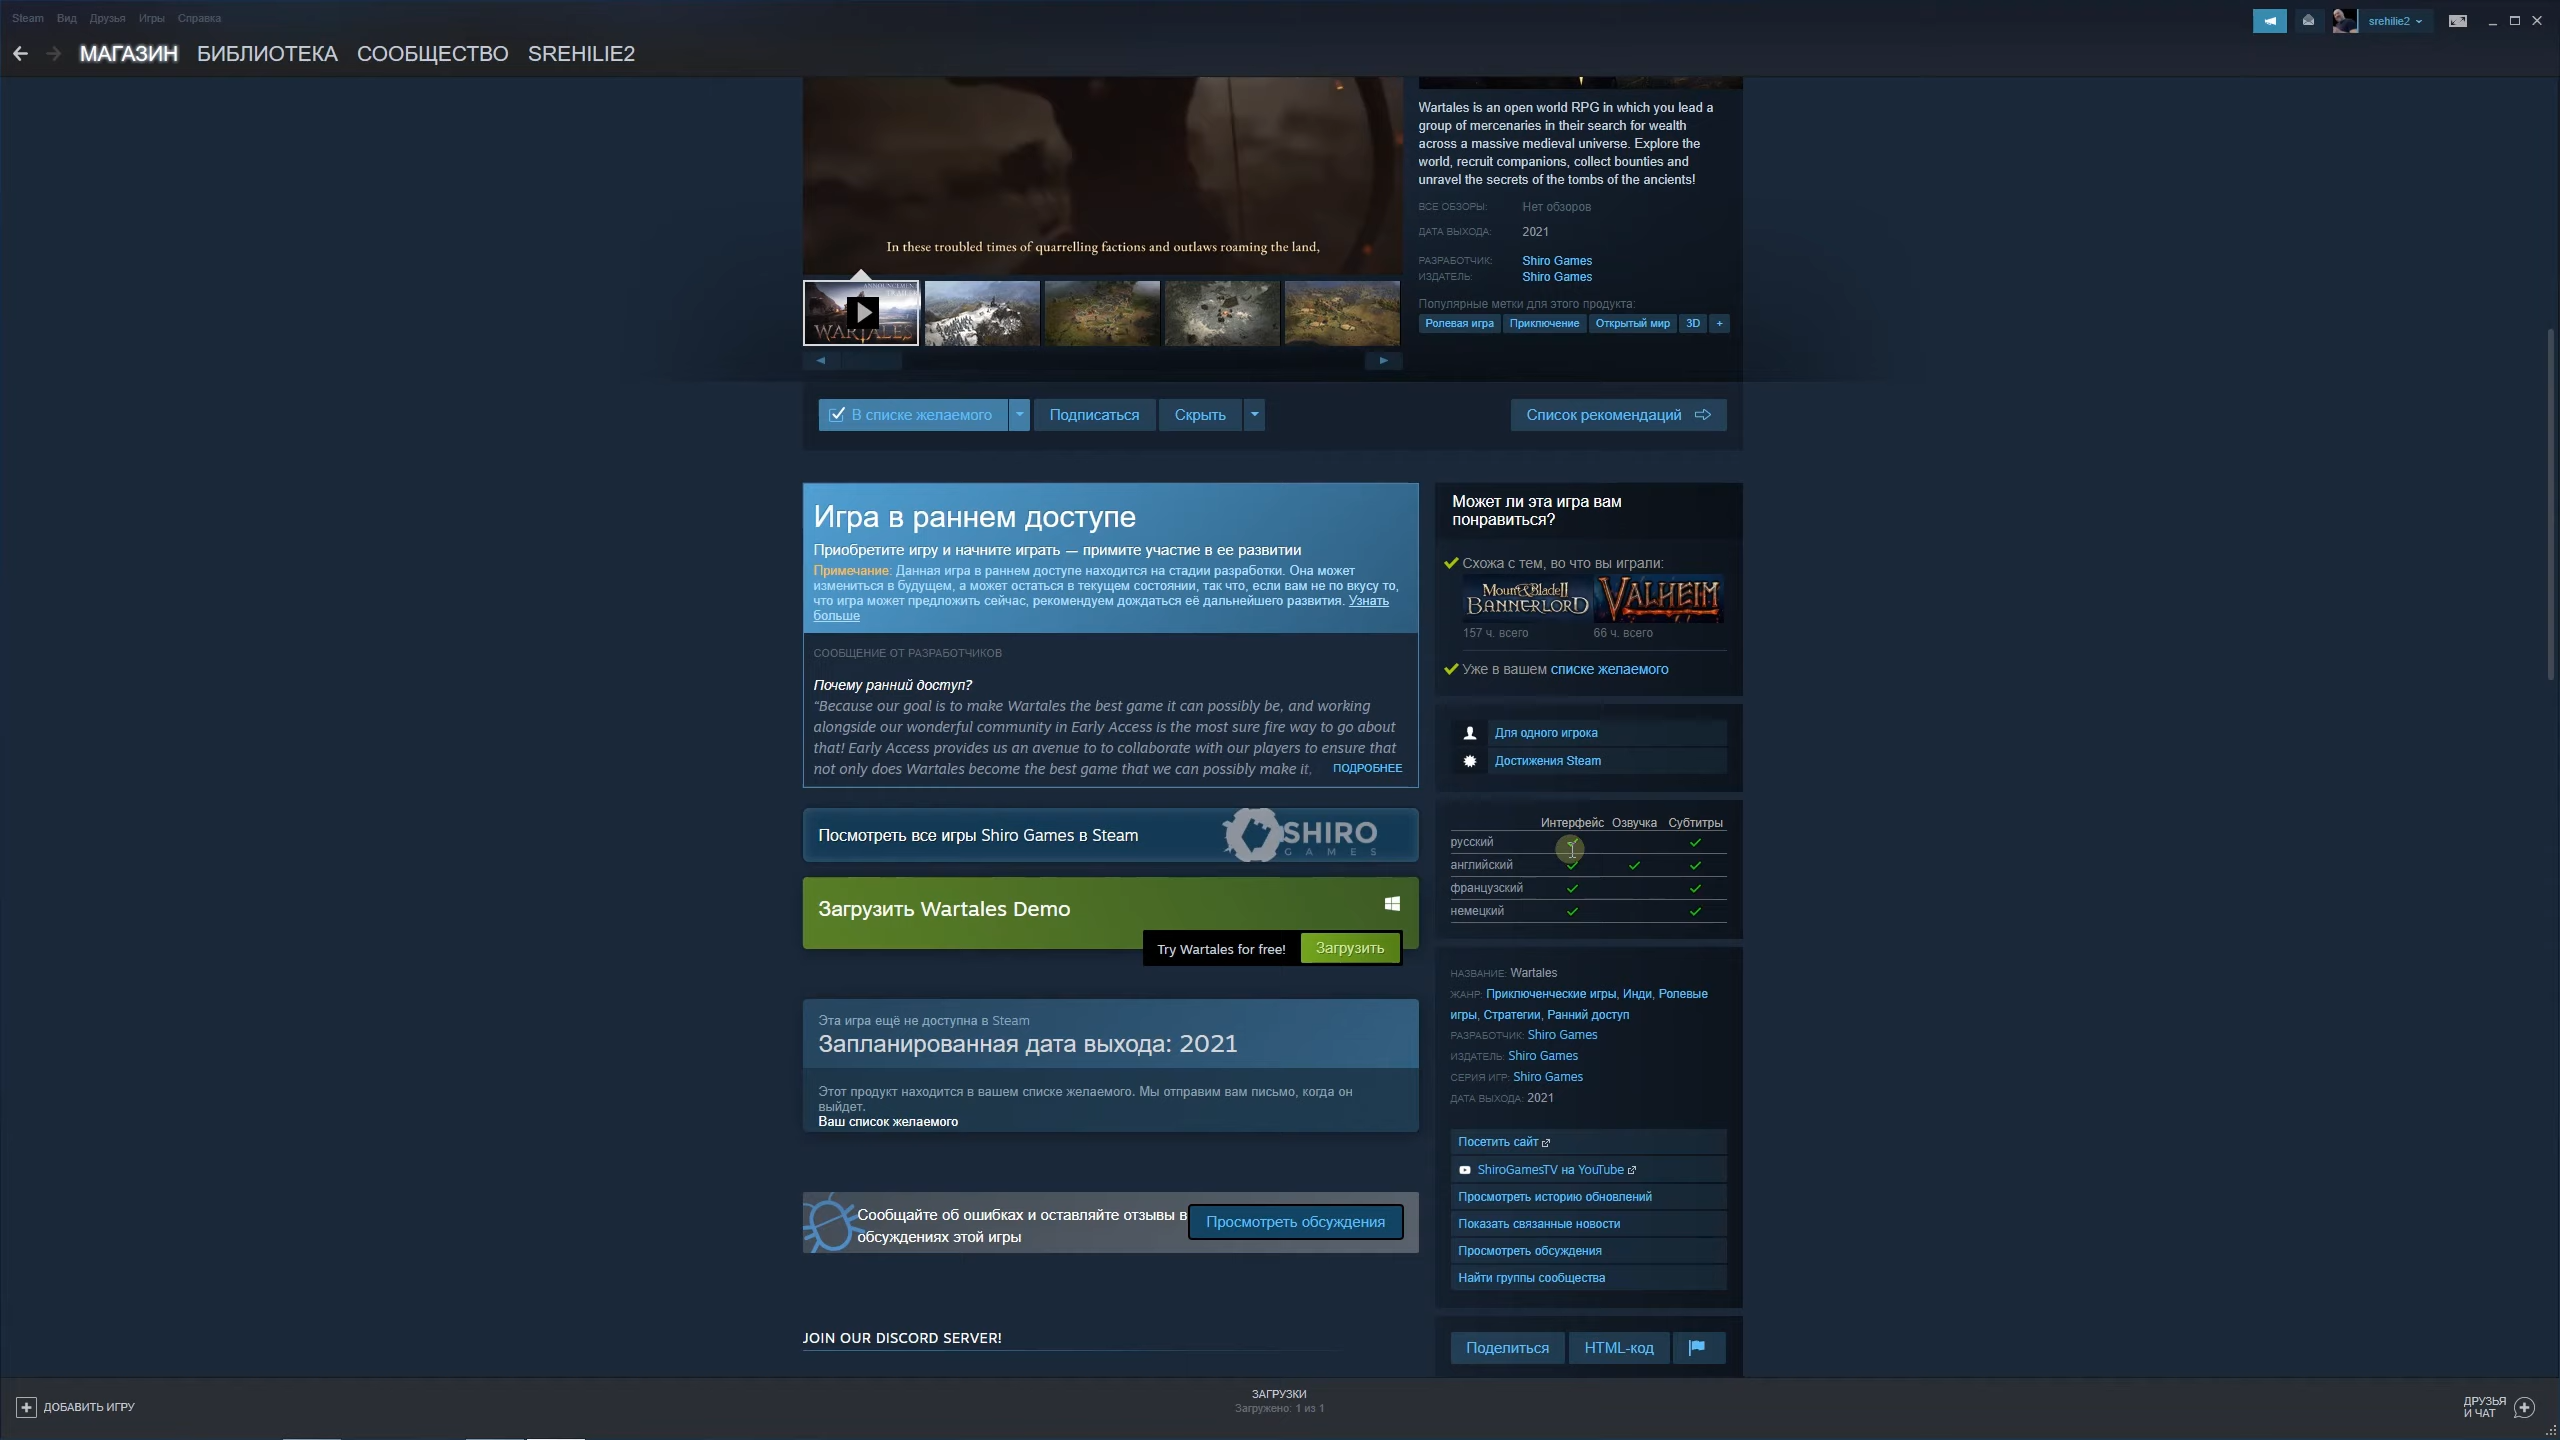 Steam Вид Друзья Игры Справка
srehilie2
МАГАЗИН БИБЛИОТЕКА СООБЩЕСТВО SREHILIE2
Wartales is an open world RPG in which you lead a
group of mercenaries in their search for wealth
across a massive medieval universe. Explore the
world, recruit companions, collect bounties and
unravel the secrets of the tombs of the ancients!
ВСЕ ОБЗОРЫ: Нет обзоров
ДАТА ВЫХОДА: 2021
РАЗРАБОТЧИК: Shiro Games
ИЗДАТЕЛЬ: Shiro Games
Популярные метки для этого продукта:
Ролевая игра Приключение Открытый мир 3D +
In these troubled times of quarrelling factions and outlaws roaming the land,
ANNOUNCEMENT
WARTALES
В списке желаемого Подписаться Скрыть Список рекомендаций
Игра в раннем доступе
Приобретите игру и начните играть — примите участие в ее развитии
Примечание: Данная игра в раннем доступе находится на стадии разработки. Она может
измениться в будущем, а может остаться в текущем состоянии, так что, если вам не по вкусу то,
что игра может предложить сейчас, рекомендуем дождаться её дальнейшего развития. Узнать
больше
СООБЩЕНИЕ ОТ РАЗРАБОТЧИКОВ
Почему ранний доступ?
“Because our goal is to make Wartales the best game it can possibly be, and working
alongside our wonderful community in Early Access is the most sure fire way to go about
that! Early Access provides us an avenue to to collaborate with our players to ensure that
not only does Wartales become the best game that we can possibly make it, ПОДРОБНЕЕ
Посмотреть все игры Shiro Games в Steam
SHIRO
GAMES
Загрузить Wartales Demo
Try Wartales for free! Загрузить
Эта игра ещё не доступна в Steam
Запланированная дата выхода: 2021
Этот продукт находится в вашем списке желаемого. Мы отправим вам письмо, когда он
выйдет.
Ваш список желаемого
Сообщайте об ошибках и оставляйте отзывы в
обсуждениях этой игры
Просмотреть обсуждения
JOIN OUR DISCORD SERVER!
Может ли эта игра вам
понравиться?
Схожа с тем, во что вы играли:
Mount&Blade II
BANNERLORD
VALHEIM
157 ч. всего 66 ч. всего
Уже в вашем списке желаемого
Для одного игрока
Достижения Steam
Интерфейс Озвучка Субтитры
русский
английский
французский
немецкий
НАЗВАНИЕ: Wartales
ЖАНР: Приключенческие игры, Инди, Ролевые
игры, Стратегии, Ранний доступ
РАЗРАБОТЧИК: Shiro Games
ИЗДАТЕЛЬ: Shiro Games
СЕРИЯ ИГР: Shiro Games
ДАТА ВЫХОДА: 2021
Посетить сайт
ShiroGamesTV на YouTube
Просмотреть историю обновлений
Показать связанные новости
Просмотреть обсуждения
Найти группы сообщества
Поделиться HTML-код
ДОБАВИТЬ ИГРУ
ЗАГРУЗКИ
Загружено: 1 из 1
ДРУЗЬЯ
И ЧАТ